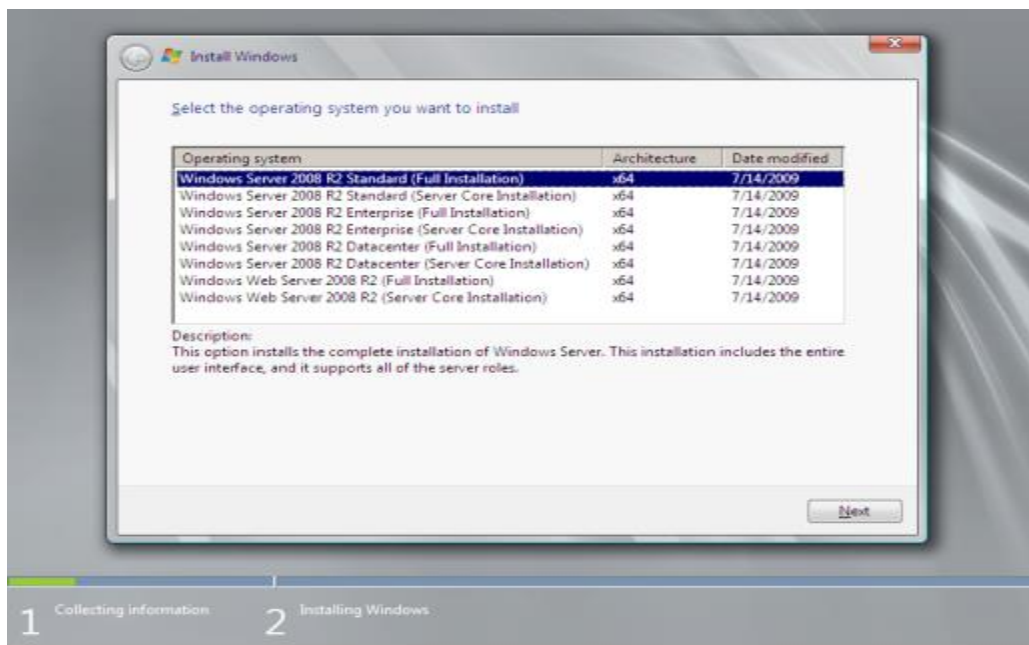 Install Windows
Select the operating system you want to install
Operating system Architecture Date modified
Windows Server 2008 R2 Standard (Full Installation) x64 7/14/2009
Windows Server 2008 R2 Standard (Server Core Installation) x64 7/14/2009
Windows Server 2008 R2 Enterprise (Full Installation) x64 7/14/2009
Windows Server 2008 R2 Enterprise (Server Core Installation) x64 7/14/2009
Windows Server 2008 R2 Datacenter (Full Installation) x64 7/14/2009
Windows Server 2008 R2 Datacenter (Server Core Installation) x64 7/14/2009
Windows Web Server 2008 R2 (Full Installation) x64 7/14/2009
Windows Web Server 2008 R2 (Server Core Installation) x64 7/14/2009
Description:
This option installs the complete installation of Windows Server. This installation includes the entire
user interface, and it supports all of the server roles.
Next
1 Collecting information 2 Installing Windows